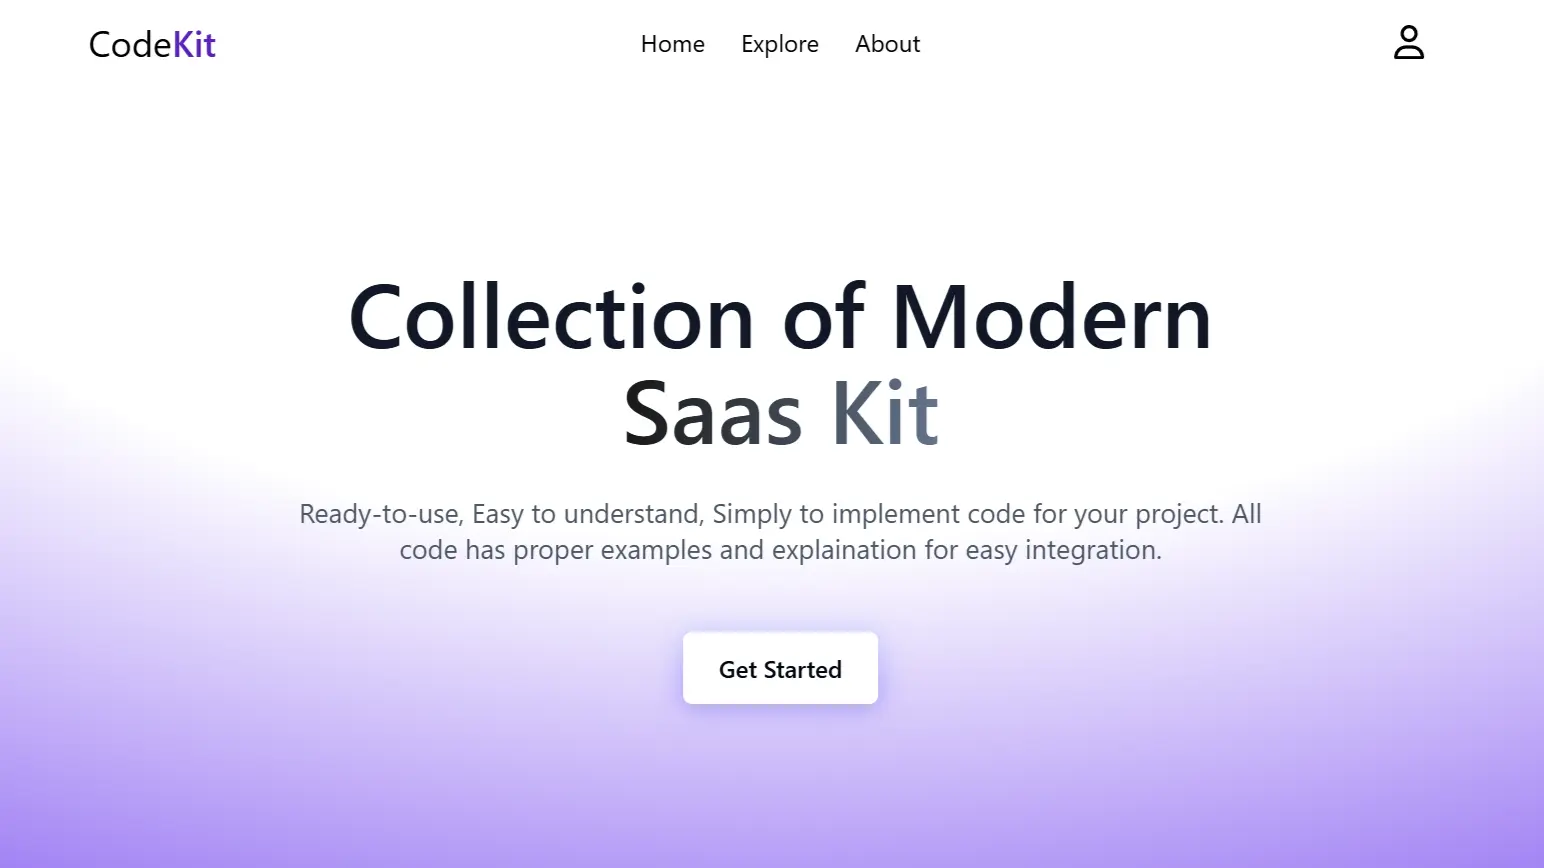 CodeKit
Home Explore About
Collection of Modern
Saas Kit
Ready-to-use, Easy to understand, Simply to implement code for your project. All
code has proper examples and explaination for easy integration.
Get Started